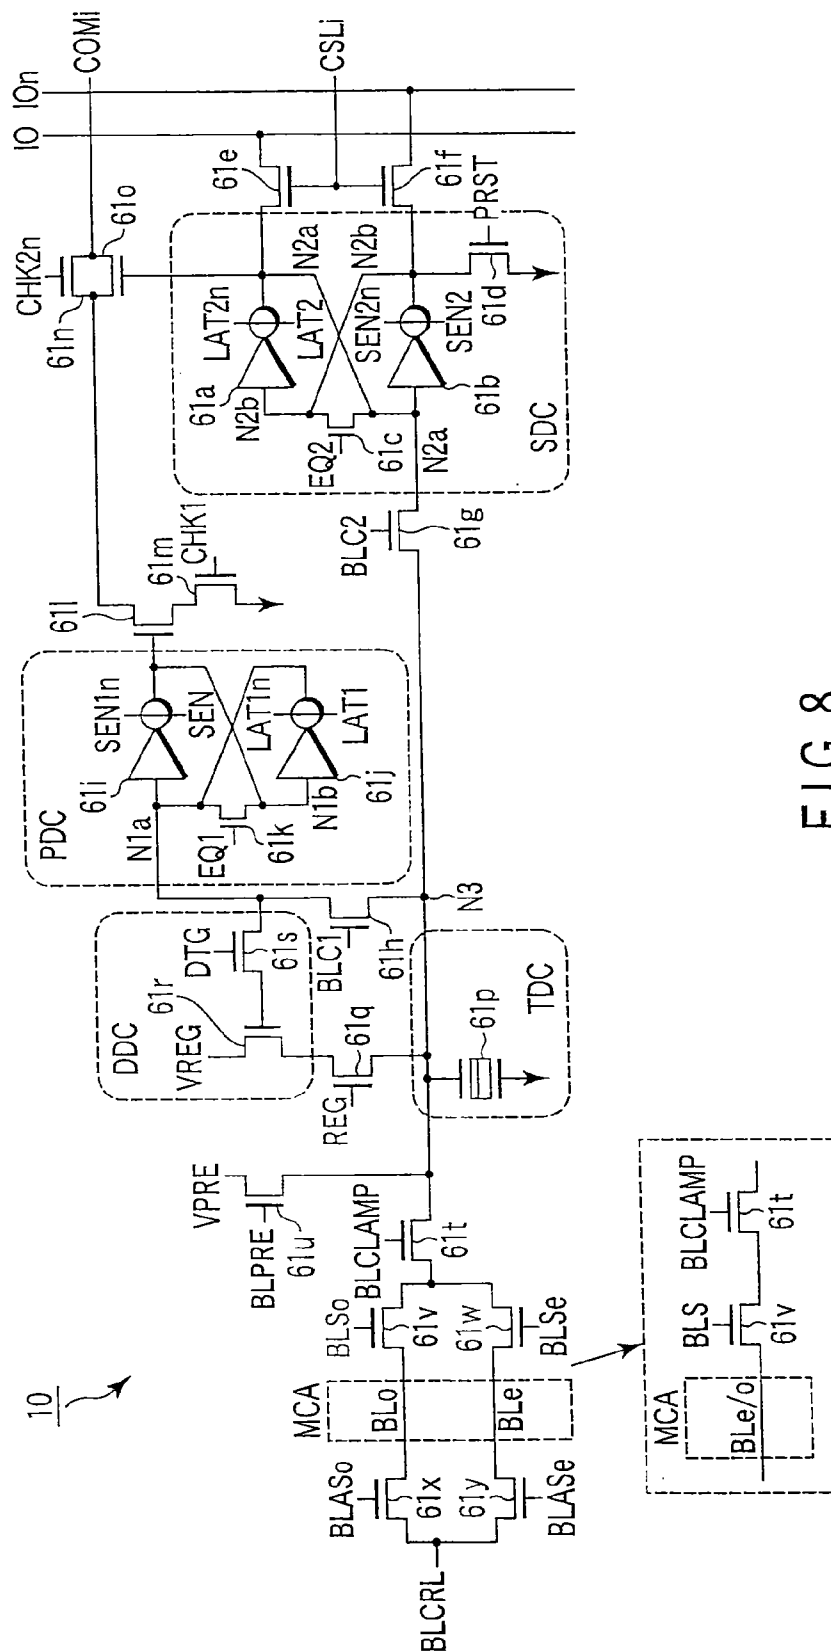 10
BLCRL
BLASo
61x
61y
BLASe
MCA
BLo
BLe
BLSo
61v
61w
BLSe
BLCLAMP
61t
BLPRE
VPRE
61u
DDC
VREG
61r
DTG
61s
REG
61q
BLC1
61h
TDC
61p
N3
PDC
N1a
61i
SEN1n
SEN
LAT1n
LAT1
EQ1
61k
N1b
61j
61l
61m
CHK1
BLC2
61g
CHK2n
61n
61o
COMi
IO
IOn
CSLi
61e
61f
SDC
61a
LAT2n
LAT2
N2a
N2b
N2b
EQ2
61c
N2a
SEN2n
SEN2
61b
61d
PRST
MCA
BLe/o
BLS
61v
BLCLAMP
61t
FIG. 8